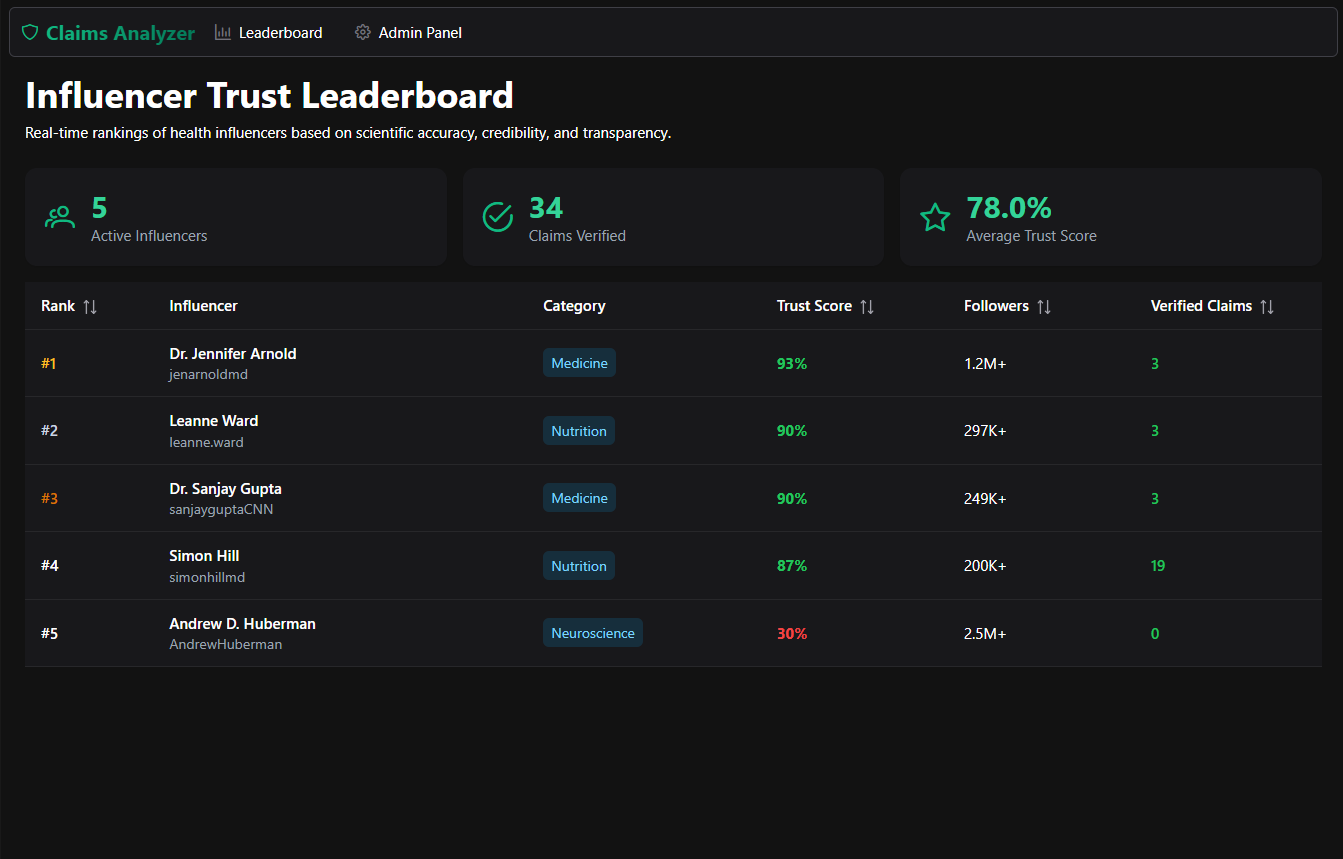 Claims Analyzer Leaderboard Admin Panel
Influencer Trust Leaderboard
Real-time rankings of health influencers based on scientific accuracy, credibility, and transparency.
5
Active Influencers
34
Claims Verified
78.0%
Average Trust Score
Rank Influencer Category Trust Score Followers Verified Claims
#1 Dr. Jennifer Arnold Medicine 93% 1.2M+ 3
jenarnoldmd
#2 Leanne Ward Nutrition 90% 297K+ 3
leanne.ward
#3 Dr. Sanjay Gupta Medicine 90% 249K+ 3
sanjayguptaCNN
#4 Simon Hill Nutrition 87% 200K+ 19
simonhillmd
#5 Andrew D. Huberman Neuroscience 30% 2.5M+ 0
AndrewHuberman